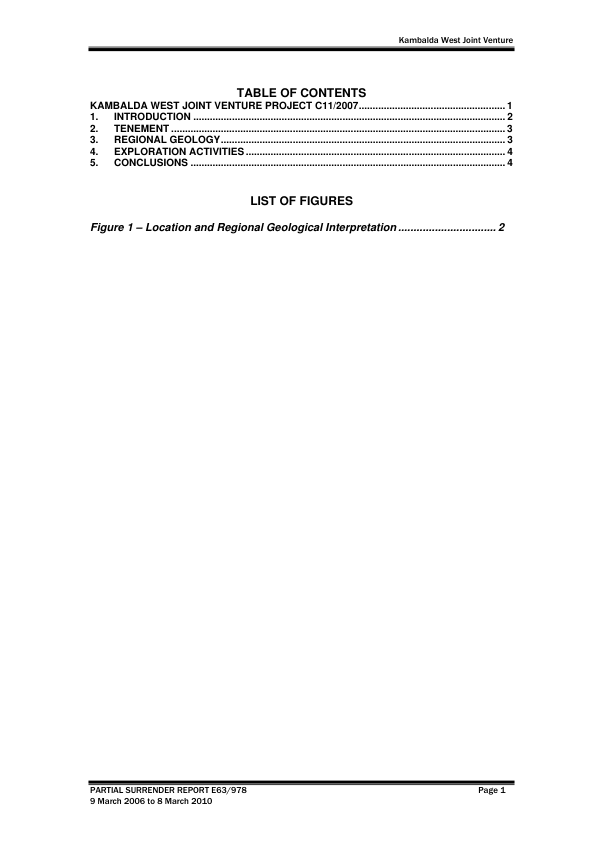 Kambalda West Joint Venture
TABLE OF CONTENTS
KAMBALDA WEST JOINT VENTURE PROJECT C11/2007.................................................... 1
1. INTRODUCTION ............................................................................................................ 2
2. TENEMENT .................................................................................................................... 3
3. REGIONAL GEOLOGY.................................................................................................. 3
4. EXPLORATION ACTIVITIES ......................................................................................... 4
5. CONCLUSIONS ............................................................................................................. 4
LIST OF FIGURES
Figure 1 – Location and Regional Geological Interpretation ................................ 2
PARTIAL SURRENDER REPORT E63/978 Page 1
9 March 2006 to 8 March 2010